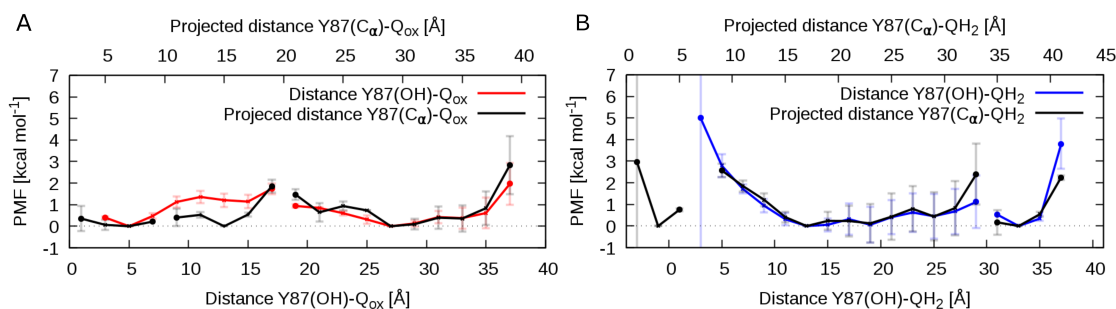 A
Projected distance Y87(Cα)-Qox [Å]
5 10 15 20 25 30 35 40
PMF [kcal mol-1]
7
6
5
4
3
2
1
0
-1
Distance Y87(OH)-Qox
Projeced distance Y87(Cα)-Qox
0 5 10 15 20 25 30 35 40
Distance Y87(OH)-Qox [Å]
B
Projected distance Y87(Cα)-QH2 [Å]
0 5 10 15 20 25 30 35 40 45
PMF [kcal mol-1]
7
6
5
4
3
2
1
0
-1
Distance Y87(OH)-QH2
Projected distance Y87(Cα)-QH2
0 5 10 15 20 25 30 35 40
Distance Y87(OH)-QH2 [Å]